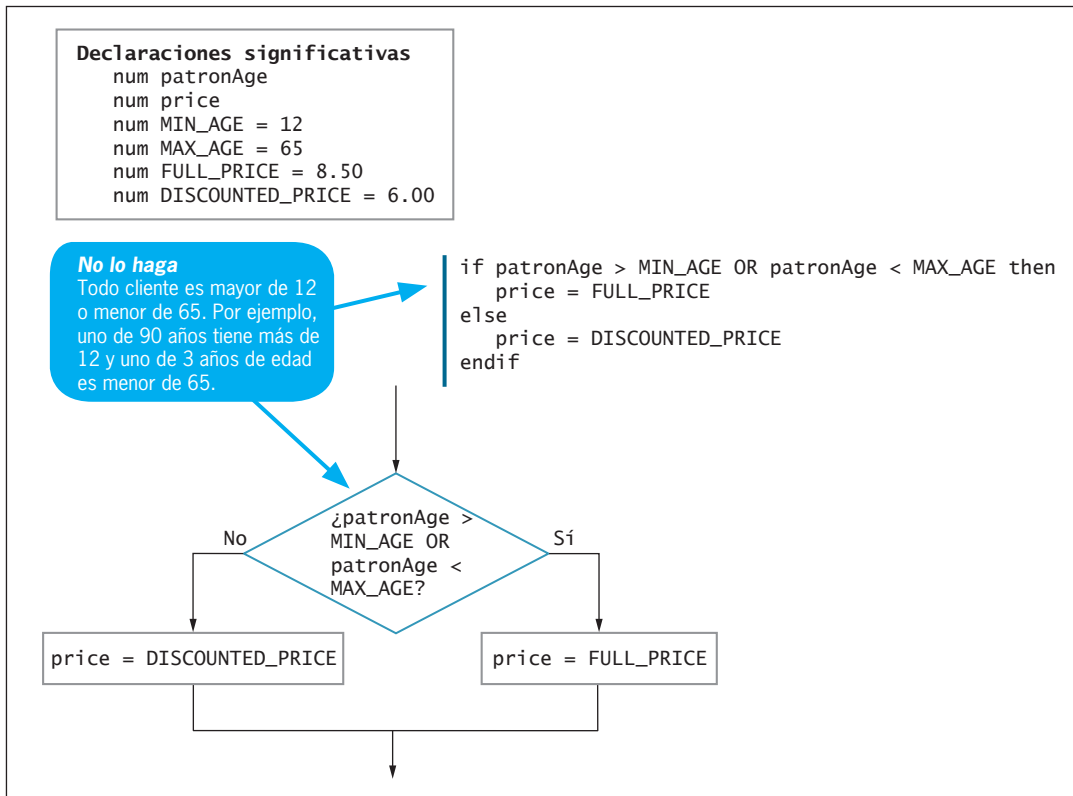 Declaraciones significativas
num patronAge
num price
num MIN_AGE = 12
num MAX_AGE = 65
num FULL_PRICE = 8.50
num DISCOUNTED_PRICE = 6.00
No lo haga
Todo cliente es mayor de 12
o menor de 65. Por ejemplo,
uno de 90 años tiene más de
12 y uno de 3 años de edad
es menor de 65.
if patronAge > MIN_AGE OR patronAge < MAX_AGE then
price = FULL_PRICE
else
price = DISCOUNTED_PRICE
endif
No
¿patronAge >
MIN_AGE OR
patronAge <
MAX_AGE?
Sí
price = DISCOUNTED_PRICE
price = FULL_PRICE